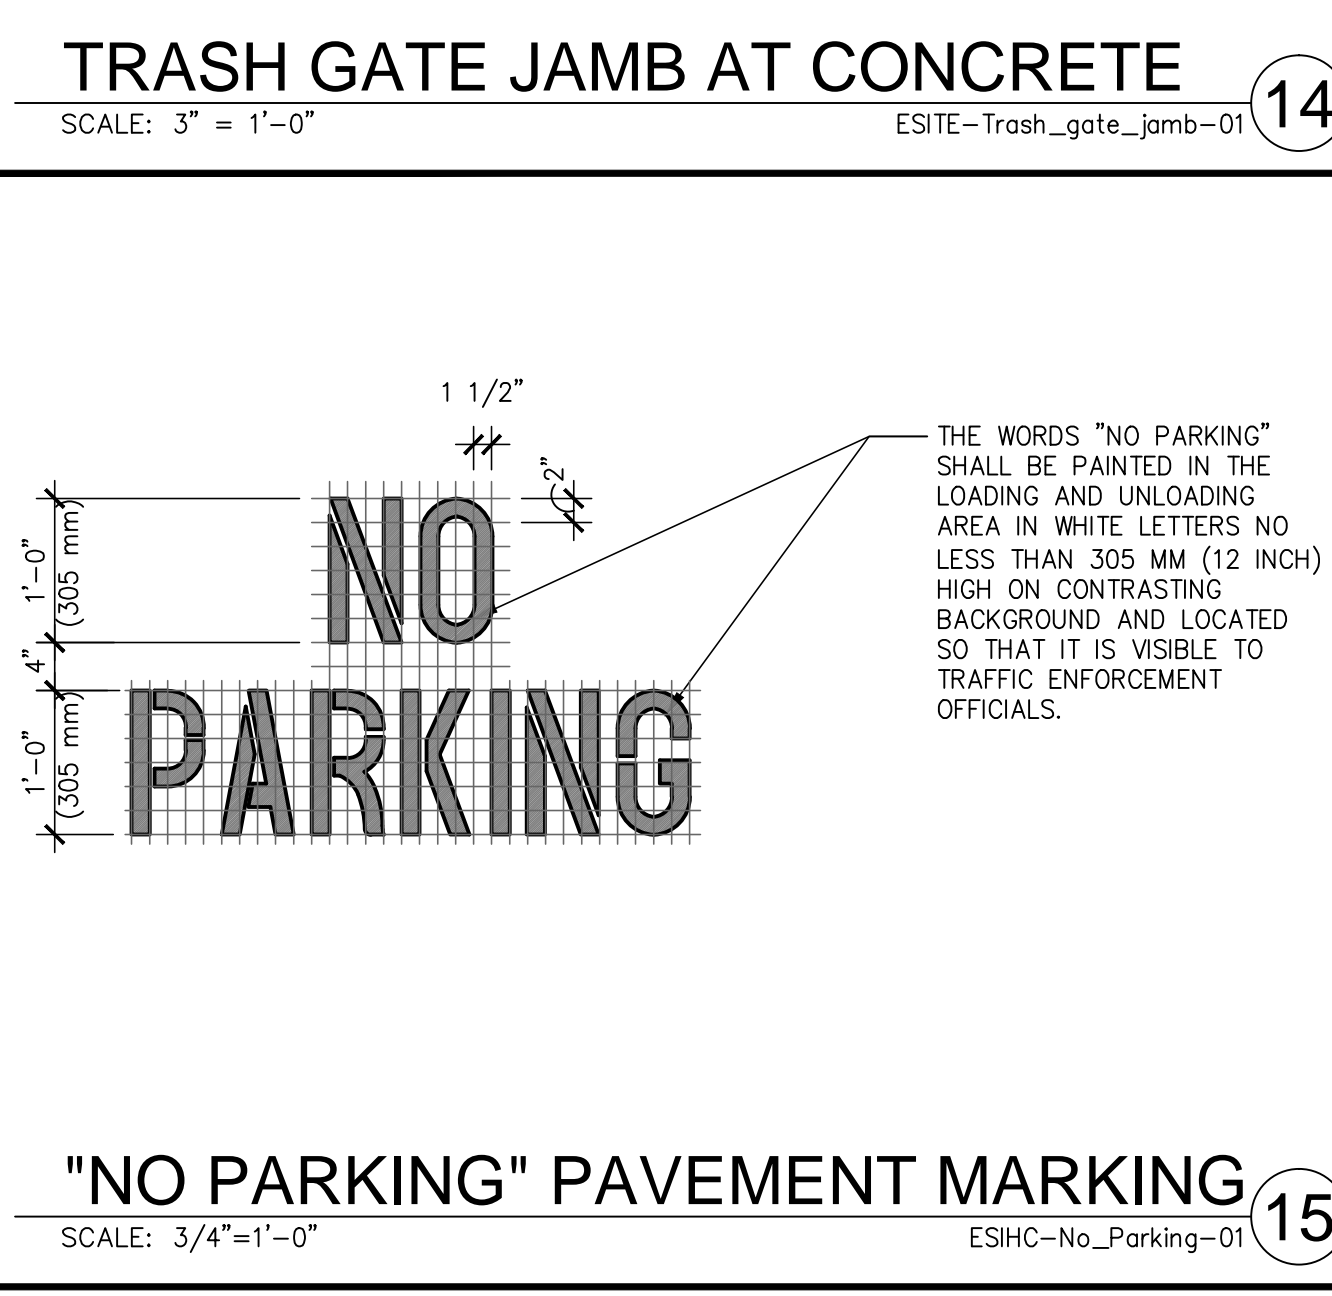 TRASH GATE JAMB AT CONCRETE
14
SCALE: 3" = 1'-0"
ESITE-Trash_gate_jamb-01
1 1/2"
2"
1'-0"
(305 mm)
4"
1'-0"
(305 mm)
NO
PARKING
THE WORDS "NO PARKING"
SHALL BE PAINTED IN THE
LOADING AND UNLOADING
AREA IN WHITE LETTERS NO
LESS THAN 305 MM (12 INCH)
HIGH ON CONTRASTING
BACKGROUND AND LOCATED
SO THAT IT IS VISIBLE TO
TRAFFIC ENFORCEMENT
OFFICIALS.
"NO PARKING" PAVEMENT MARKING
15
SCALE: 3/4"=1'-0"
ESIHC-No_Parking-01